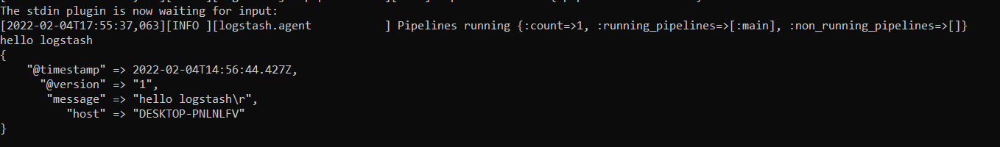 The stdin plugin is now waiting for input:
[2022-02-04T17:55:37,063][INFO ][logstash.agent           ] Pipelines running {:count=>1, :running_pipelines=>[:main], :non_running_pipelines=>[]}
hello logstash
{
    "@timestamp" => 2022-02-04T14:56:44.427Z,
      "@version" => "1",
       "message" => "hello logstash\r",
          "host" => "DESKTOP-PNLNLFV"
}